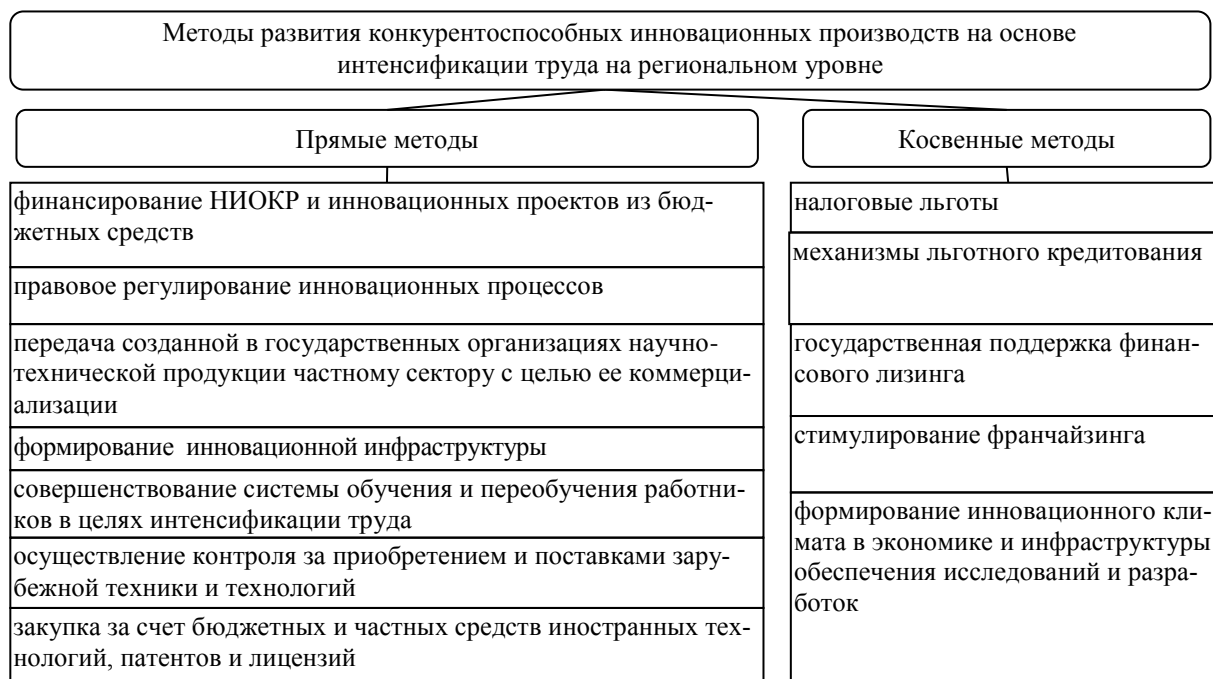 Методы развития конкурентоспособных инновационных производств на основе
интенсификации труда на региональном уровне
Прямые методы
финансирование НИОКР и инновационных проектов из бюд-
жетных средств
правовое регулирование инновационных процессов
передача созданной в государственных организациях научно-
технической продукции частному сектору с целью ее коммерци-
ализации
формирование инновационной инфраструктуры
совершенствование системы обучения и переобучения работни-
ков в целях интенсификации труда
осуществление контроля за приобретением и поставками зару-
бежной техники и технологий
закупка за счет бюджетных и частных средств иностранных тех-
нологий, патентов и лицензий
Косвенные методы
налоговые льготы
механизмы льготного кредитования
государственная поддержка финан-
сового лизинга
стимулирование франчайзинга
формирование инновационного кли-
мата в экономике и инфраструктуры
обеспечения исследований и разра-
боток